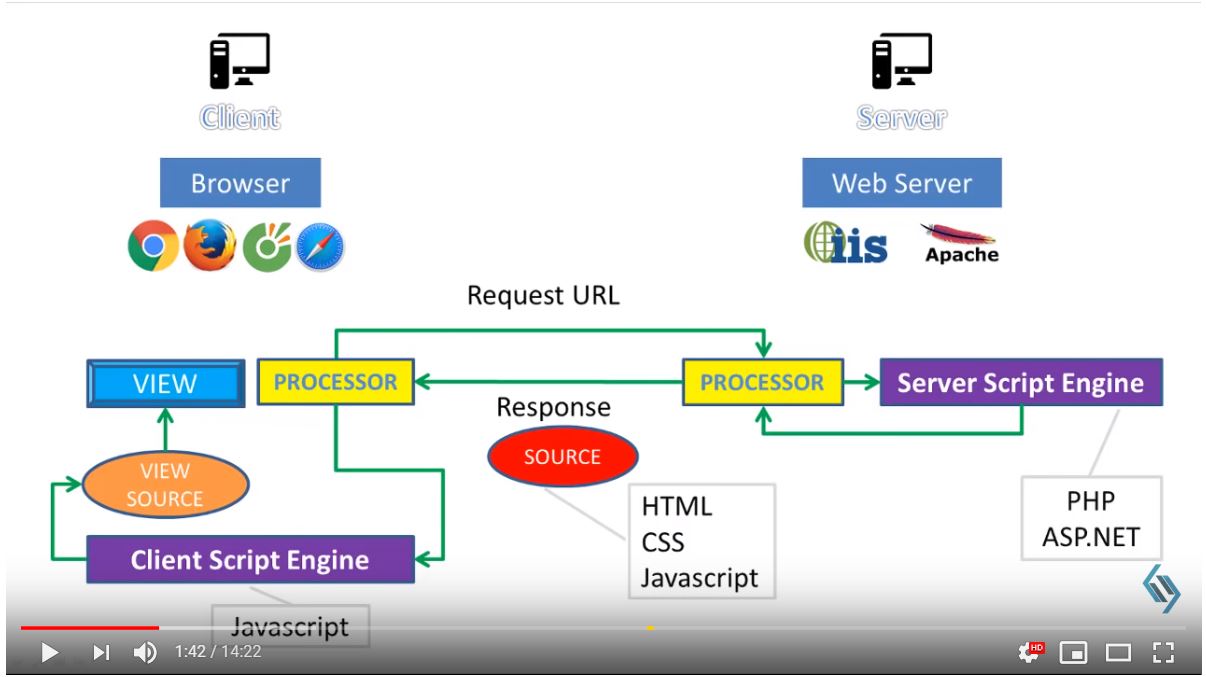 Client
Server
Browser
Web Server
iis
Apache
Request URL
VIEW
PROCESSOR
PROCESSOR
Server Script Engine
Response
SOURCE
VIEW
SOURCE
HTML
CSS
Javascript
PHP
ASP.NET
Client Script Engine
Javascript
1:42 / 14:22
HD